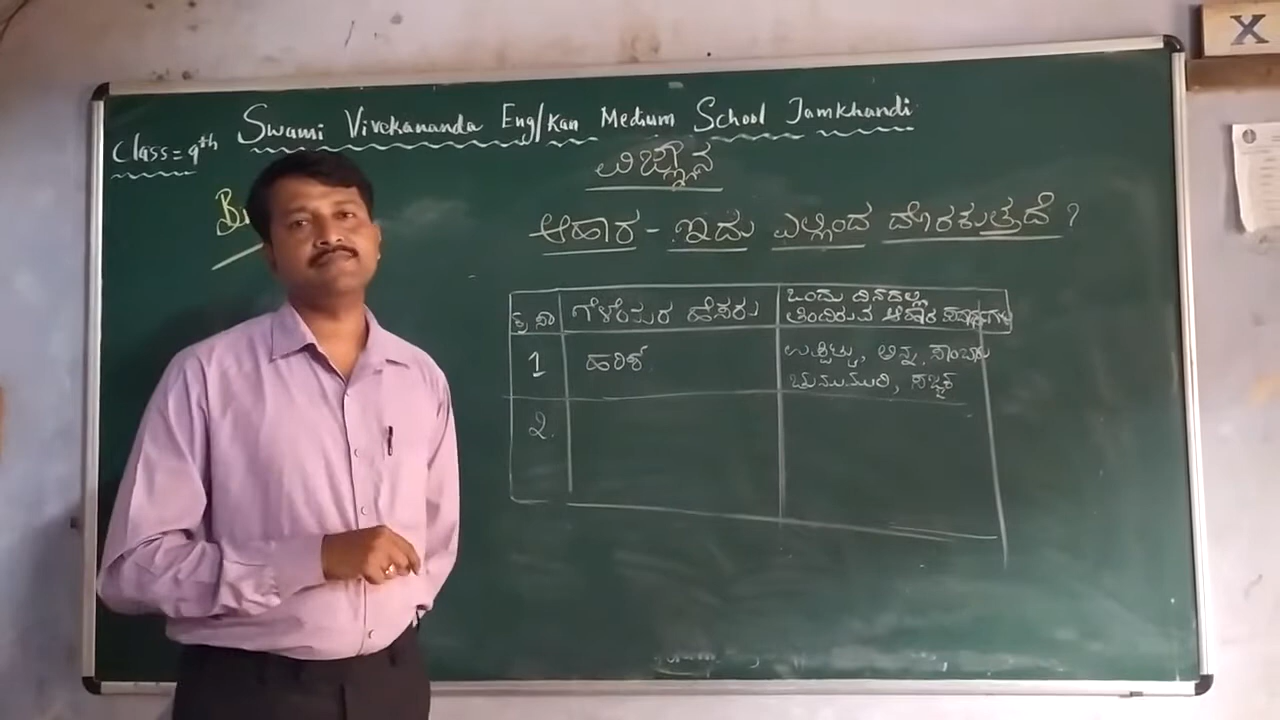 X
Swami Vivekananda Eng/Kan Medium School Jamkhandi
Class = 9th
ವಿಜ್ಞಾನ
ಆಹಾರ - ಇದು ಎಲ್ಲಿಂದ ದೊರಕುತ್ತದೆ ?
ಕ್ರ ಸಂ ಗೆಳೆಯರ ಹೆಸರು ಒಂದು ದಿನದಲ್ಲಿ
ತಿಂದಿರುವ ಆಹಾರ ಪದಾರ್ಥಗಳು
1 ಹರಿಶ ಉಪ್ಪಿಟ್ಟು, ಅನ್ನ, ಸಾಂಬಾರು
ಚುಮುಮುರಿ, ಸಜ್ಜಕ
2.